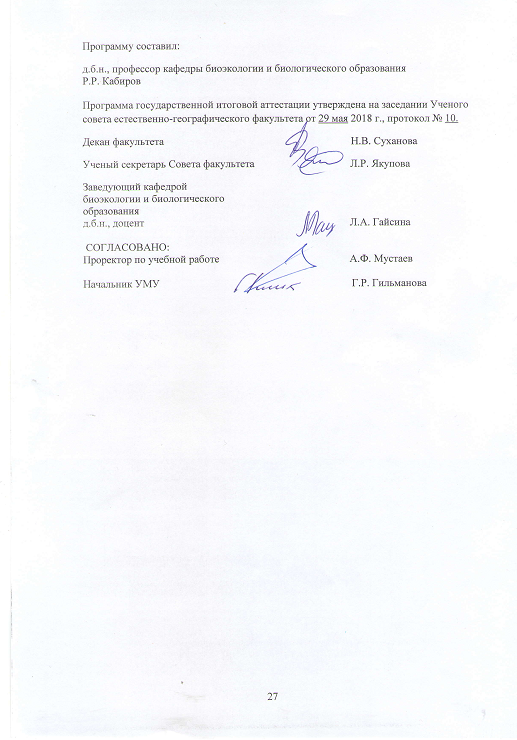 Программу составил:
д.б.н., профессор кафедры биоэкологии и биологического образования
Р.Р. Кабиров
Программа государственной итоговой аттестации утверждена на заседании Ученого
совета естественно-географического факультета от 29 мая 2018 г., протокол № 10.
Декан факультета Н.В. Суханова
Ученый секретарь Совета факультета Л.Р. Якупова
Заведующий кафедрой
биоэкологии и биологического
образования
д.б.н., доцент Л.А. Гайсина
СОГЛАСОВАНО:
Проректор по учебной работе А.Ф. Мустаев
Начальник УМУ Г.Р. Гильманова
27